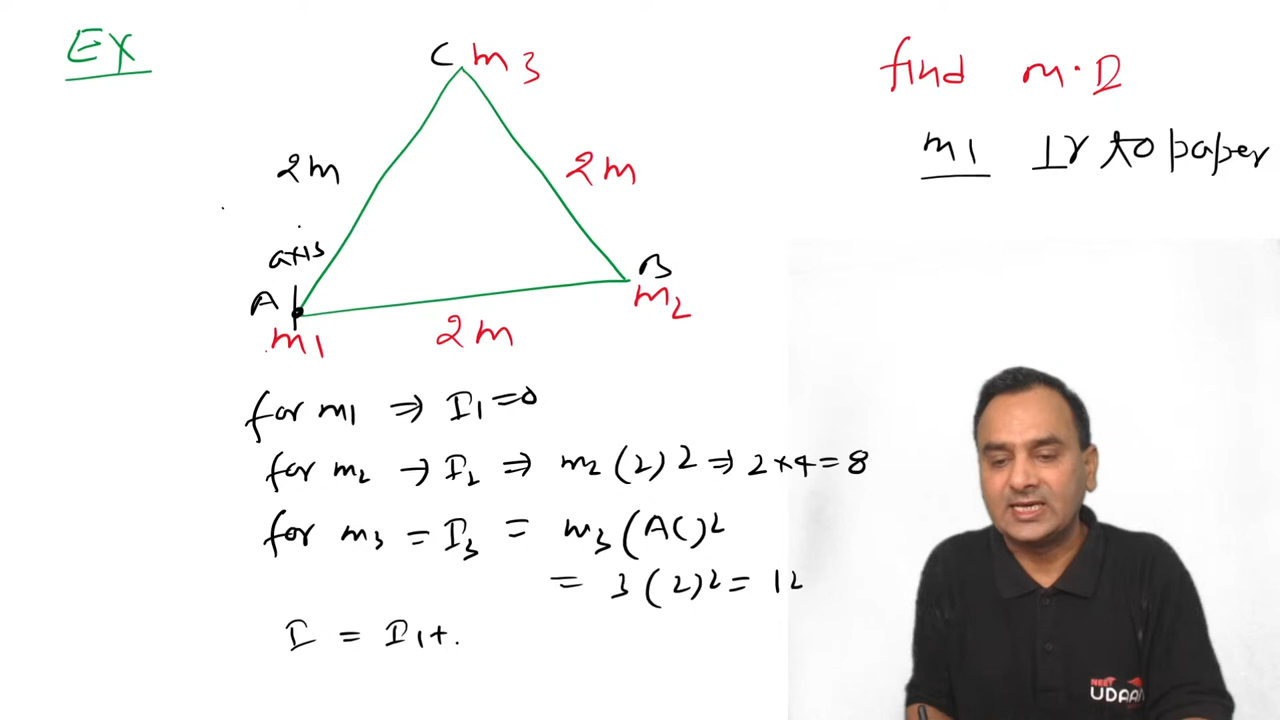 Ex
C m3
find m.I
m1 ⊥r to paper
2m
2m
axis
A
B
m1
m2
2m
for m1 ⇒ I1 = 0
for m2 → I2 ⇒ m2 (2)2 ⇒ 2×4 = 8
for m3 = I3 = m3 (AC)2
= 3 (2)2 = 12
I = I1 + .
NEET
UDAAN